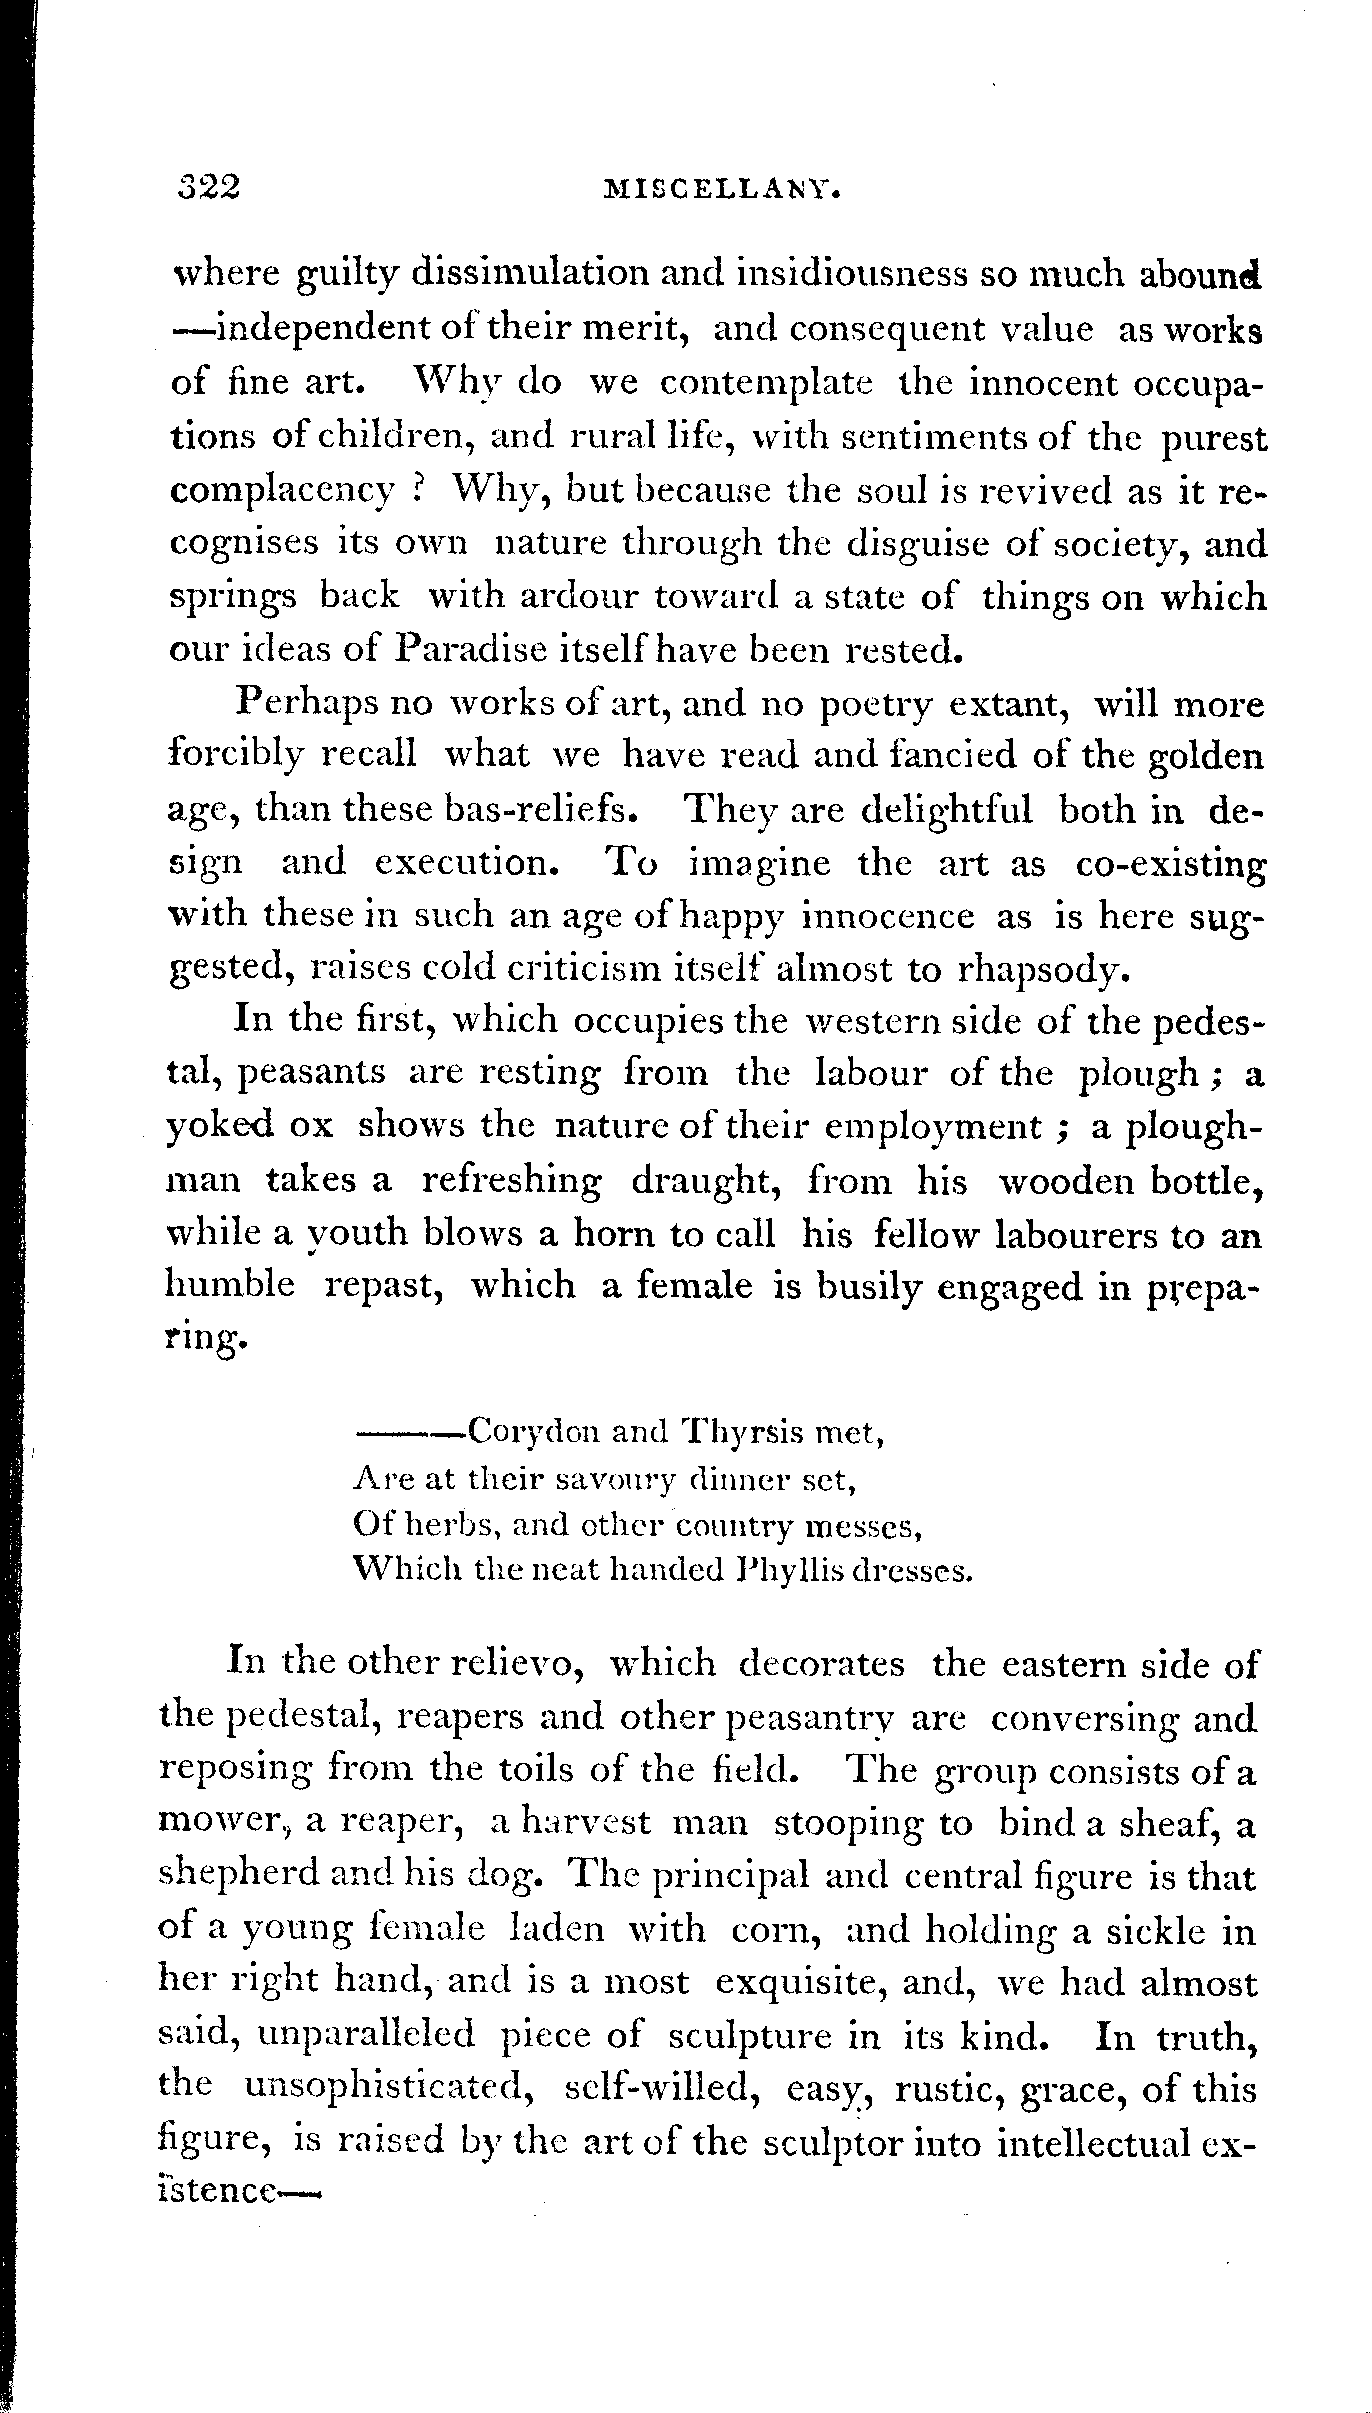 322 MISCELLANY.
where guilty dissimulation and insidiousness so much abound
—independent of their merit, and consequent value as works
of fine art. Why do we contemplate the innocent occupa-
tions of children, and rural life, with sentiments of the purest
complacency ? Why, but because the soul is revived as it re-
cognises its own nature through the disguise of society, and
springs back with ardour toward a state of things on which
our ideas of Paradise itself have been rested.
Perhaps no works of art, and no poetry extant, will more
forcibly recall what we have read and fancied of the golden
age, than these bas-reliefs. They are delightful both in de-
sign and execution. To imagine the art as co-existing
with these in such an age of happy innocence as is here sug-
gested, raises cold criticism itself almost to rhapsody.
In the first, which occupies the western side of the pedes-
tal, peasants are resting from the labour of the plough ; a
yoked ox shows the nature of their employment ; a plough-
man takes a refreshing draught, from his wooden bottle,
while a youth blows a horn to call his fellow labourers to an
humble repast, which a female is busily engaged in prepa-
ring.
———Corydon and Thyrsis met,
Are at their savoury dinner set,
Of herbs, and other country messes,
Which the neat handed Phyllis dresses.
In the other relievo, which decorates the eastern side of
the pedestal, reapers and other peasantry are conversing and
reposing from the toils of the field. The group consists of a
mower, a reaper, a harvest man stooping to bind a sheaf, a
shepherd and his dog. The principal and central figure is that
of a young female laden with corn, and holding a sickle in
her right hand, and is a most exquisite, and, we had almost
said, unparalleled piece of sculpture in its kind. In truth,
the unsophisticated, self-willed, easy, rustic, grace, of this
figure, is raised by the art of the sculptor into intellectual ex-
istence—